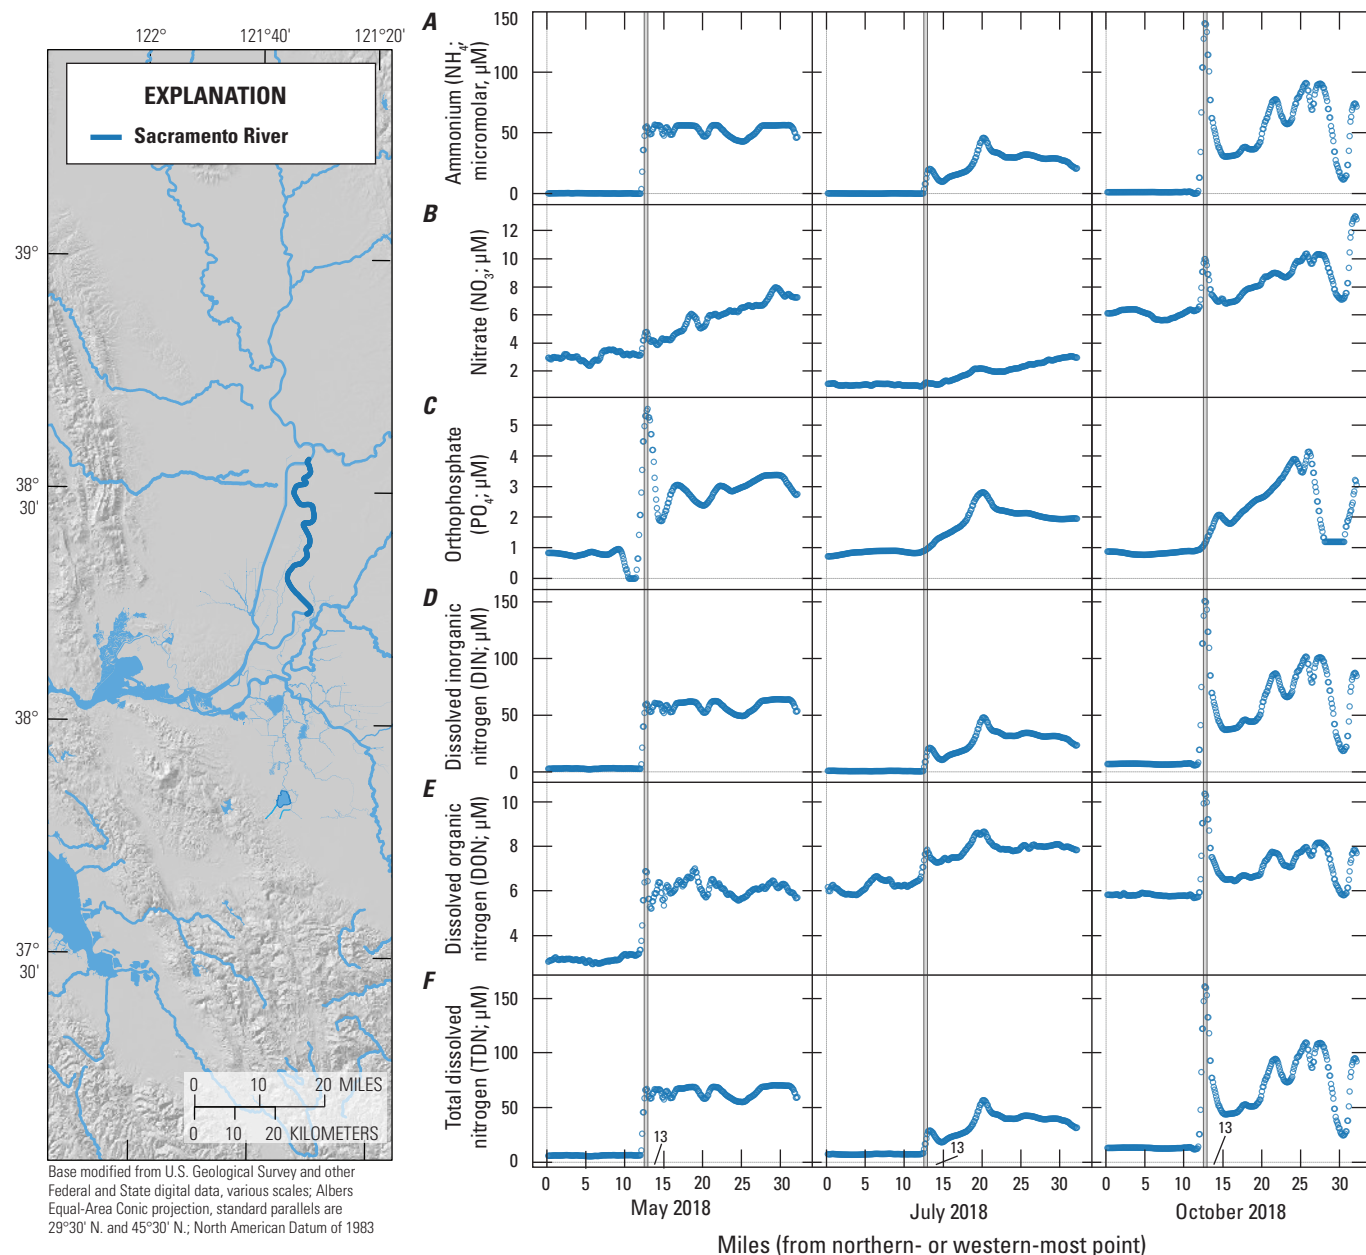 122°
121°40'
121°20'
EXPLANATION
Sacramento River
39°
38°
30'
38°
37°
30'
0 10 20 MILES
0 10 20 KILOMETERS
Base modified from U.S. Geological Survey and other
Federal and State digital data, various scales; Albers
Equal-Area Conic projection, standard parallels are
29°30' N. and 45°30' N.; North American Datum of 1983
A
Ammonium (NH4;
micromolar, µM)
150
100
50
0
B
Nitrate (NO3; µM)
12
10
8
6
4
2
C
Orthophosphate
(PO4; µM)
5
4
3
2
1
0
D
Dissolved inorganic
nitrogen (DIN; µM)
150
100
50
0
E
Dissolved organic
nitrogen (DON; µM)
10
8
6
4
F
Total dissolved
nitrogen (TDN; µM)
150
100
50
0
13
13
13
0 5 10 15 20 25 30
0 5 10 15 20 25 30
0 5 10 15 20 25 30
May 2018
July 2018
October 2018
Miles (from northern- or western-most point)